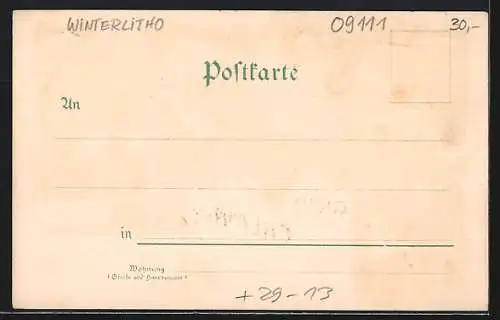 WINTERLITHO 09111 30,-
Postkarte
An
in
Wohnung
(Straße und Hausnummer)
+ 29-13